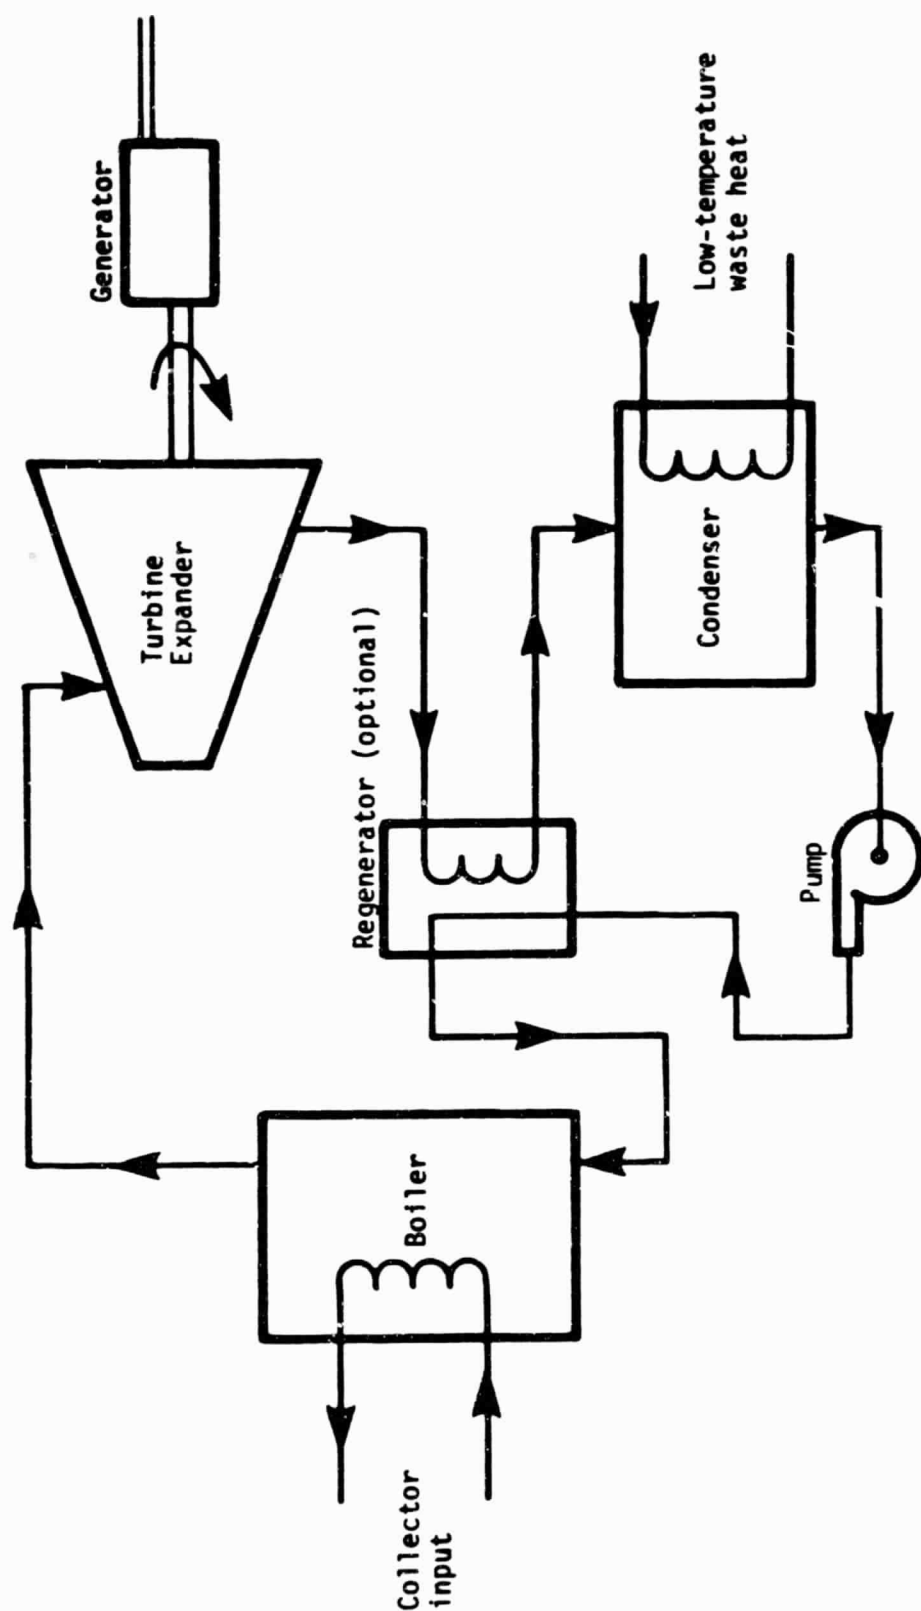 Generator
Turbine
Expander
Regenerator (optional)
Low-temperature
waste heat
Condenser
Pump
Boiler
Collector
input